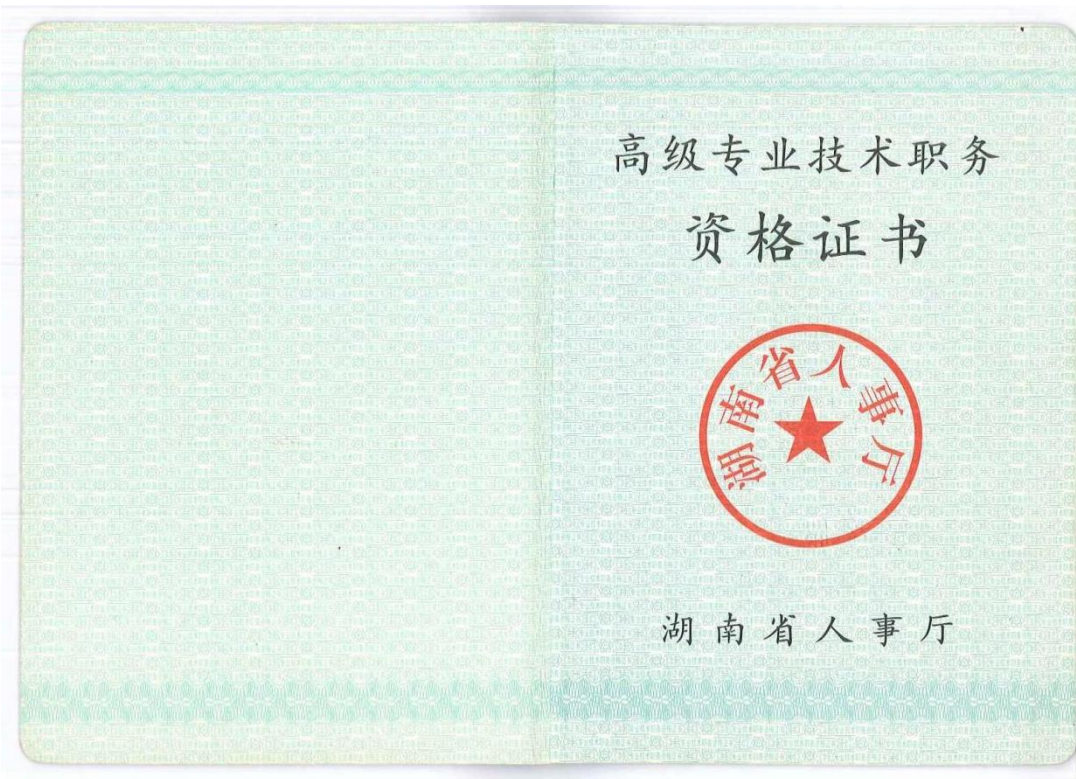 高级专业技术职务
资格证书
湖南省人事厅
湖南省人事厅